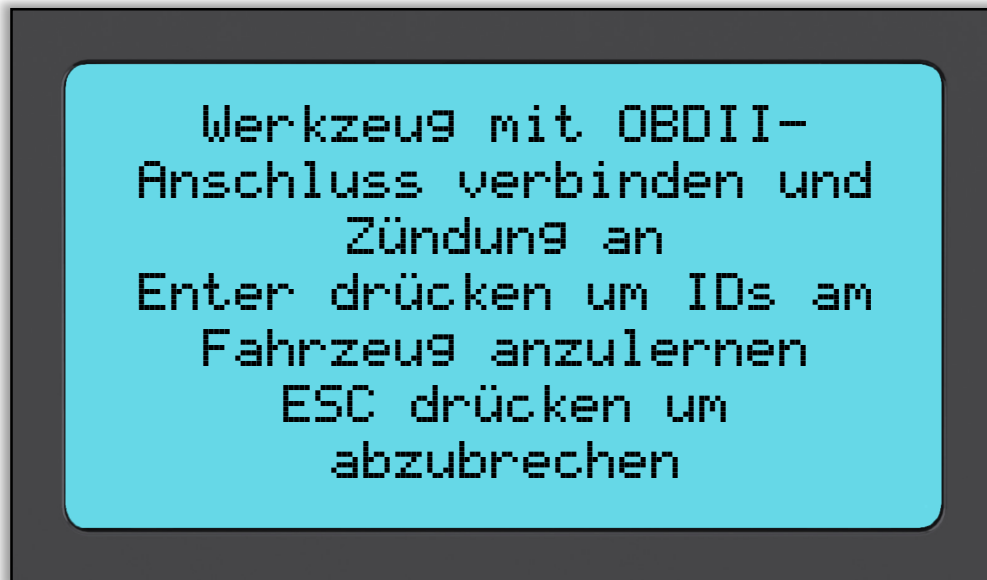 Werkzeug mit OBDII-
Anschluss verbinden und
Zündung an
Enter drücken um IDs am
Fahrzeug anzulernen
ESC drücken um
abzubrechen